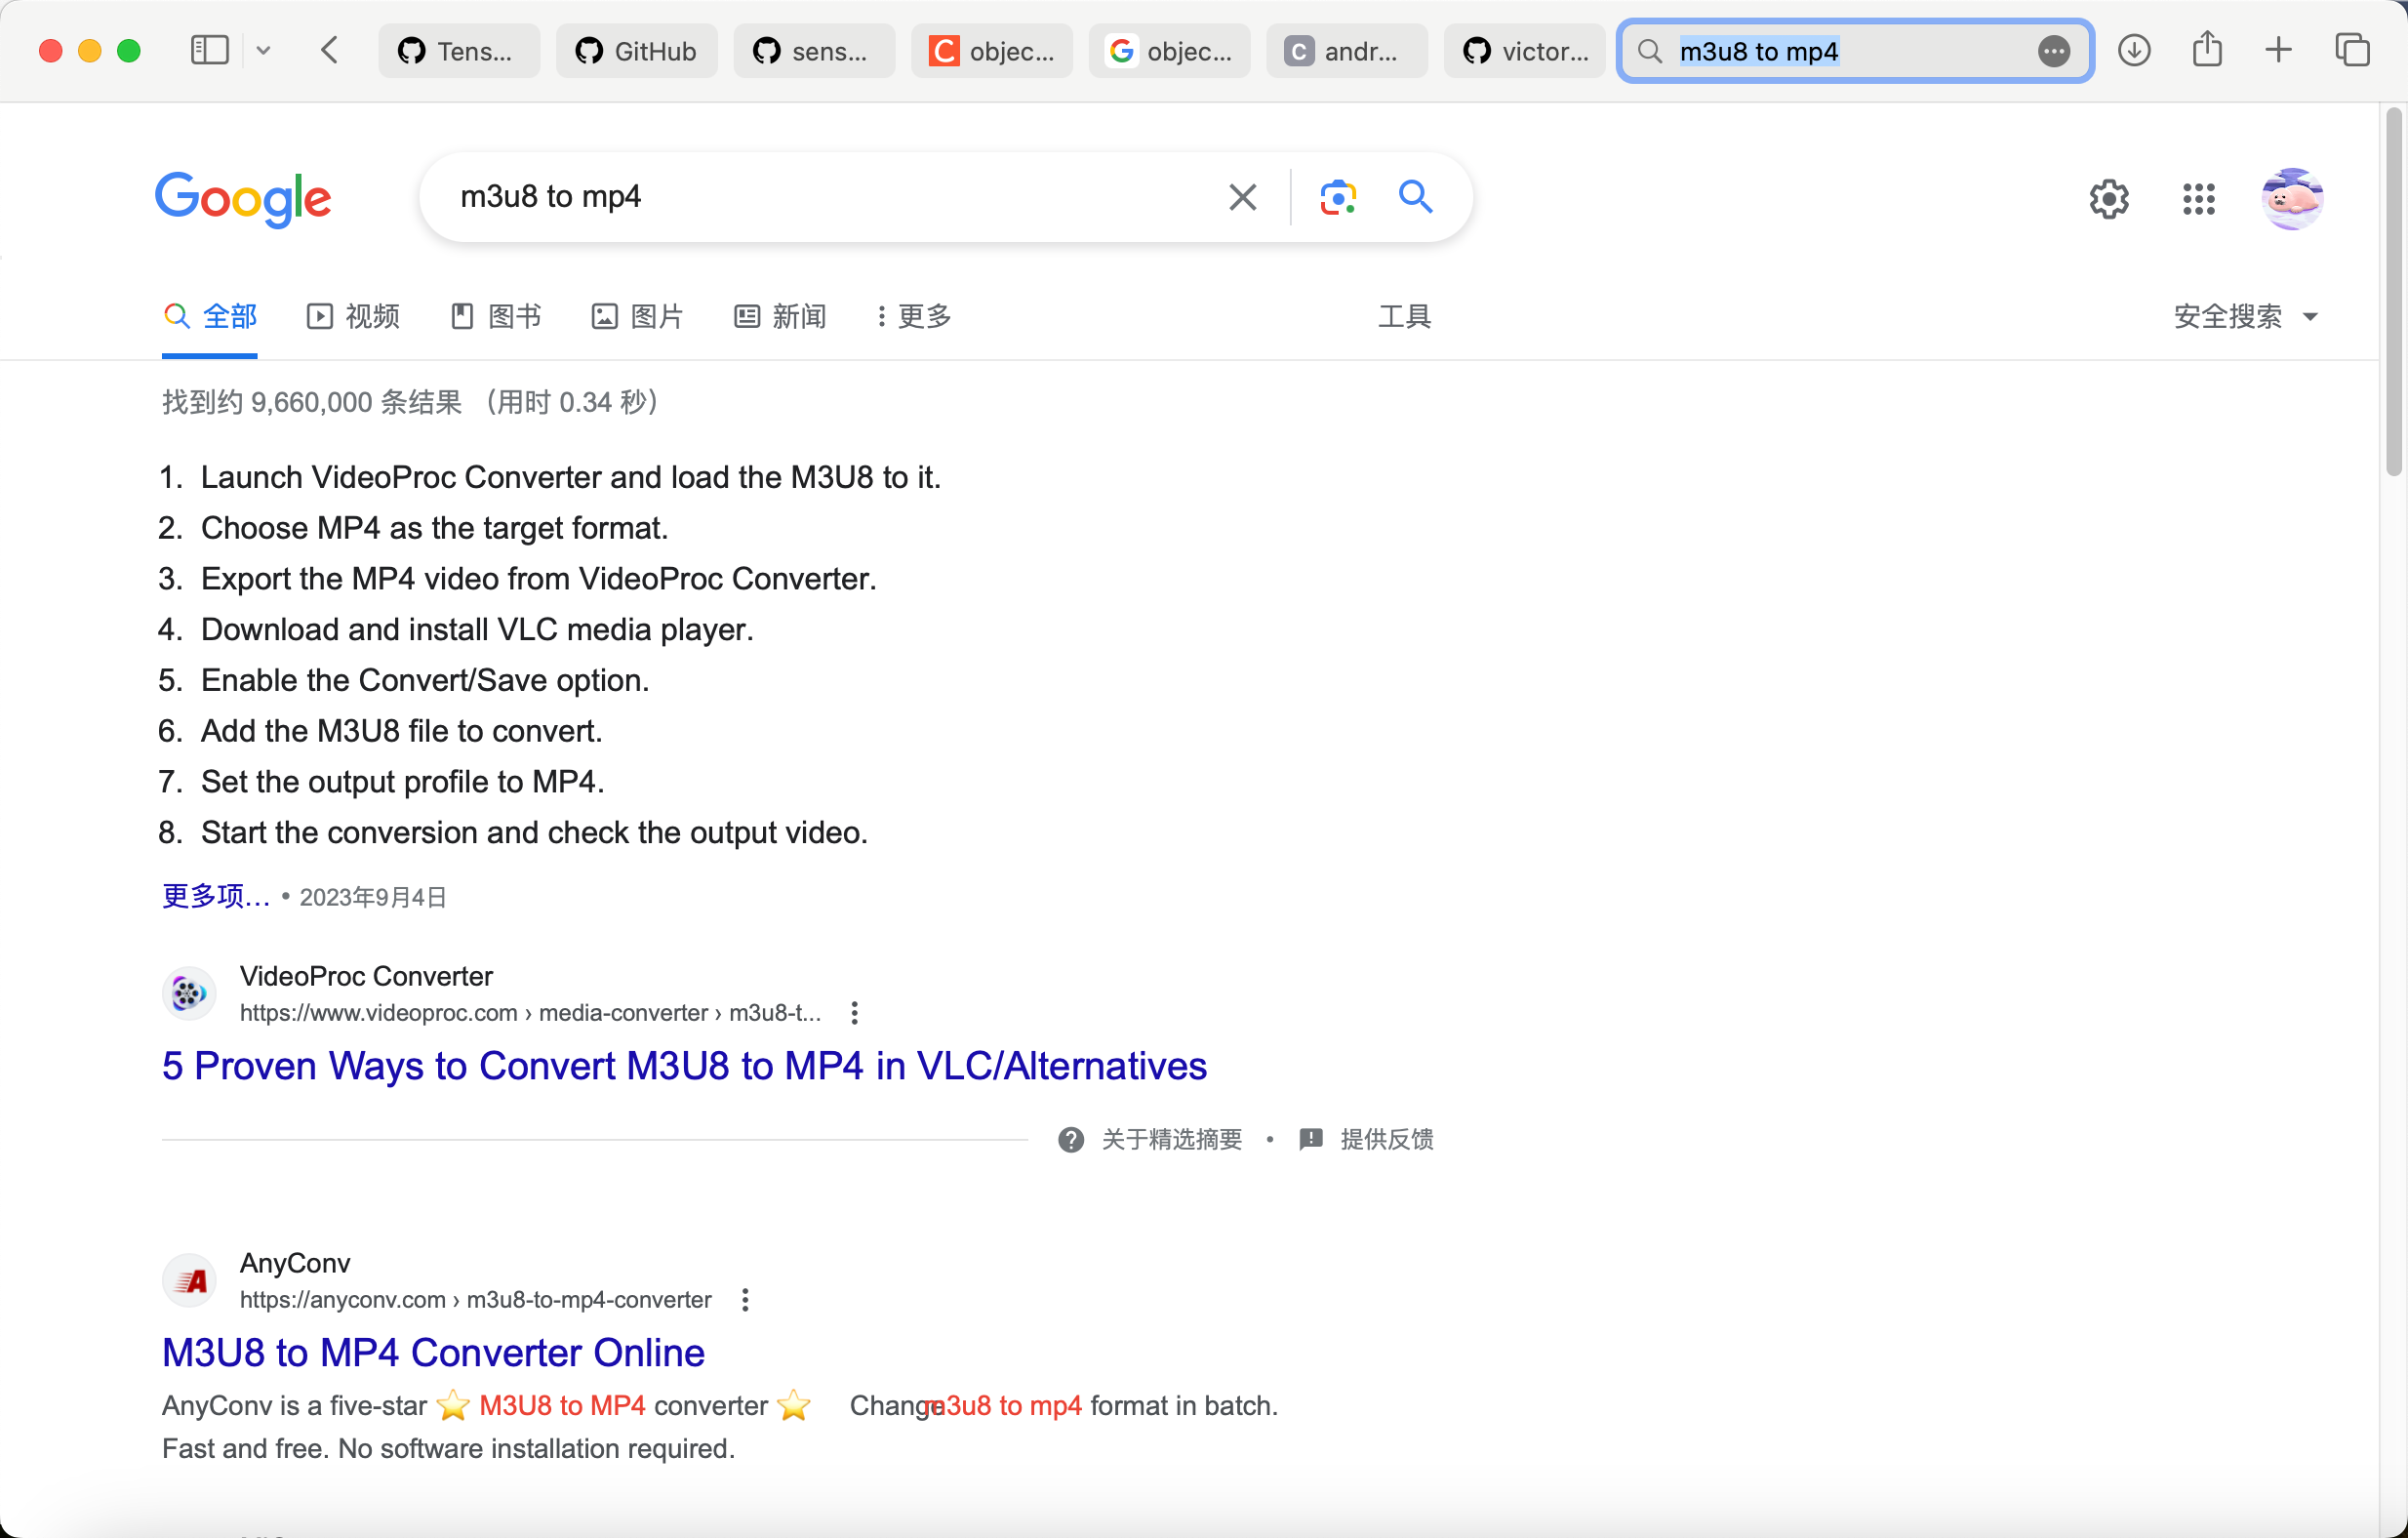 Tens...
GitHub
sens...
objec...
objec...
andr...
victor...
m3u8 to mp4
Google
m3u8 to mp4
全部
视频
图书
图片
新闻
更多
工具
安全搜索
找到约 9,660,000 条结果 （用时 0.34 秒）
1. Launch VideoProc Converter and load the M3U8 to it.
2. Choose MP4 as the target format.
3. Export the MP4 video from VideoProc Converter.
4. Download and install VLC media player.
5. Enable the Convert/Save option.
6. Add the M3U8 file to convert.
7. Set the output profile to MP4.
8. Start the conversion and check the output video.
更多项... • 2023年9月4日
VideoProc Converter
https://www.videoproc.com › media-converter › m3u8-t...
5 Proven Ways to Convert M3U8 to MP4 in VLC/Alternatives
关于精选摘要 • 提供反馈
AnyConv
https://anyconv.com › m3u8-to-mp4-converter
M3U8 to MP4 Converter Online
AnyConv is a five-star ⭐ M3U8 to MP4 converter ⭐ Change m3u8 to mp4 format in batch.
Fast and free. No software installation required.